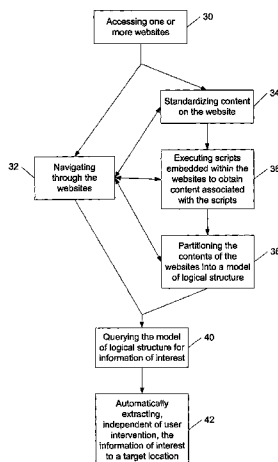 Accessing one or
more websites
30
Standardizing content
on the website
34
Navigating
through the
websites
32
Executing scripts
embedded within the
websites to obtain
content associated
with the scripts
36
Partitioning the
contents of the
websites into a model
of logical structure
38
Querying the model
of logical structure for
information of interest
40
Automatically
extracting,
independent of user
intervention, the
information of interest
to a target location
42